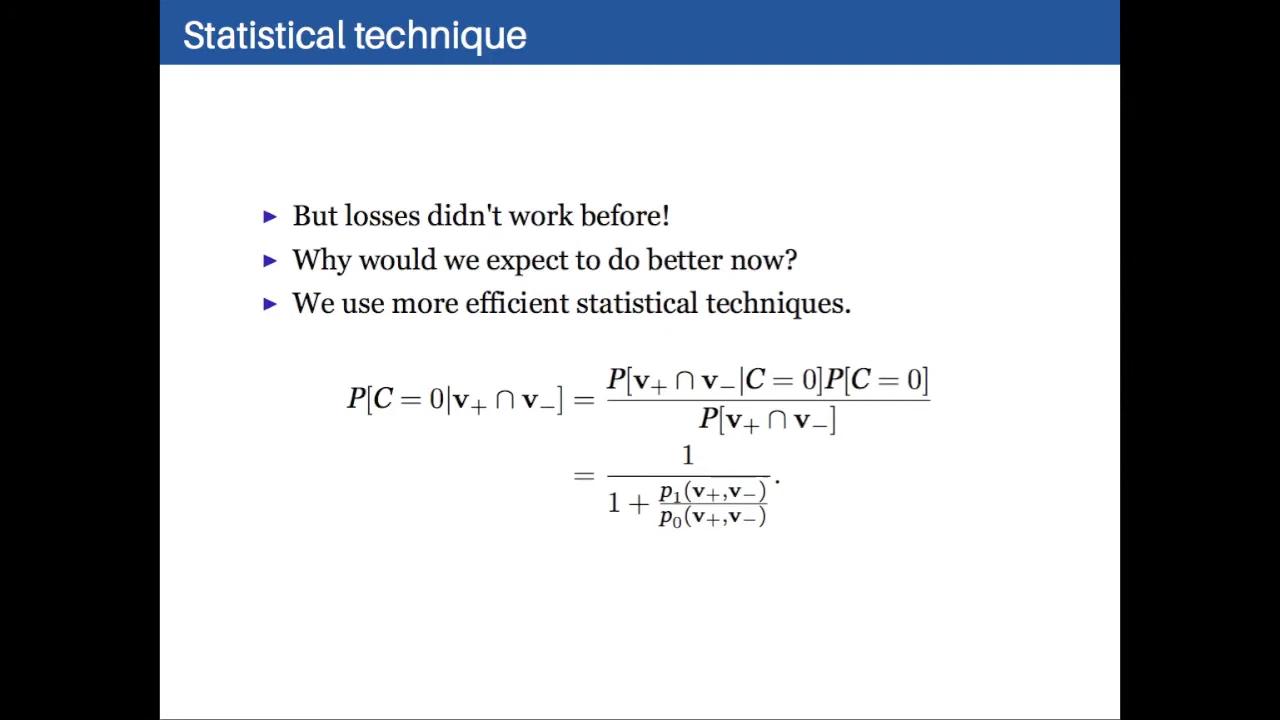 Statistical technique
► But losses didn't work before!
► Why would we expect to do better now?
► We use more efficient statistical techniques.
P[C = 0|v₊ ∩ v₋] = P[v₊ ∩ v₋|C = 0]P[C = 0] / P[v₊ ∩ v₋]
= 1 / (1 + p₁(v₊,v₋) / p₀(v₊,v₋)).